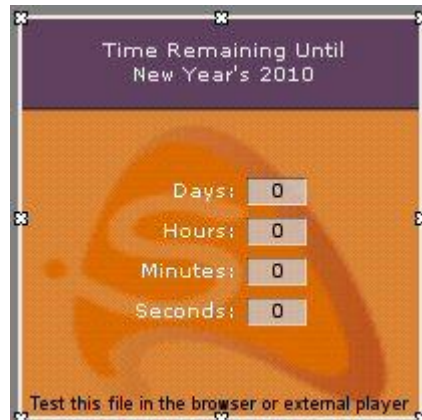 Time Remaining Until
New Year's 2010
Days: 0
Hours: 0
Minutes: 0
Seconds: 0
Test this file in the browser or external player